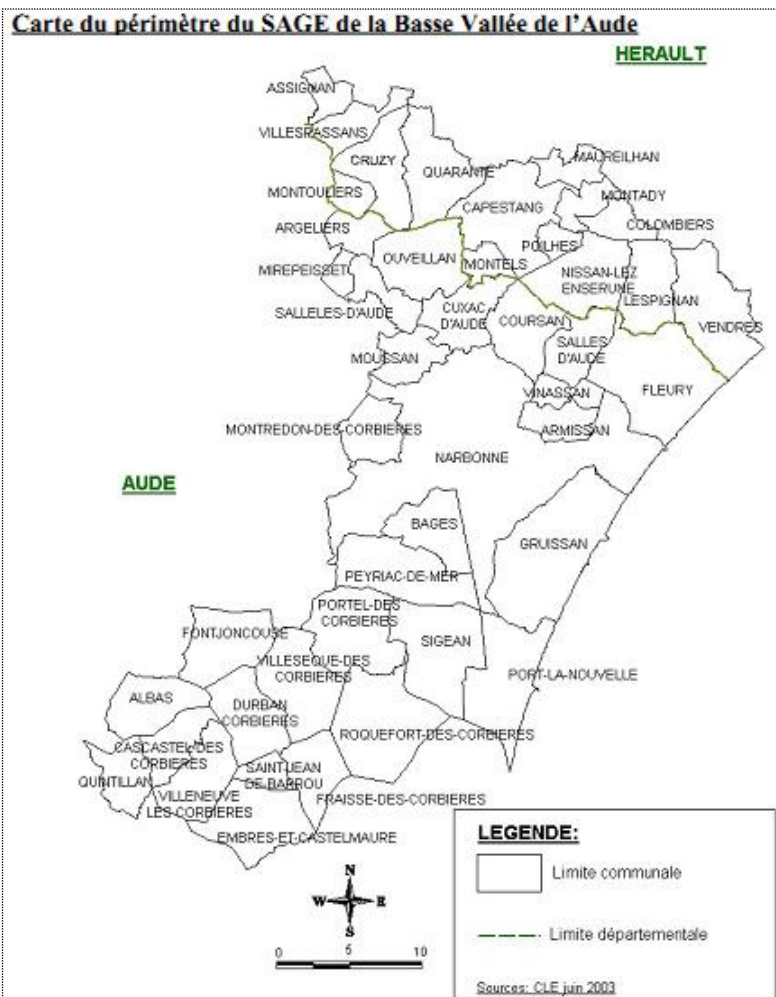 Carte du périmètre du SAGE de la Basse Vallée de l'Aude
HERAULT
ASSIGNAN
VILLESPASSANS
CRUZY
QUARANTE
MAUREILHAN
MONTOULIERS
CAPESTANG
MONTADY
ARGELIERS
COLOMBIERS
OUVEILLAN
POILHES
MIREPEISSET
MONTELS
NISSAN-LEZ
ENSERUNE
SALLELES-D'AUDE
CUXAC
D'AUDE
COURSAN
LESPIGNAN
VENDRES
MOUSSAN
SALLES
D'AUDE
VINASSAN
FLEURY
MONTREDON-DES-CORBIERES
ARMISSAN
NARBONNE
AUDE
BAGES
GRUISSAN
PEYRIAC-DE-MER
PORTEL-DES
CORBIERES
FONTJONCOUSE
SIGEAN
VILLESEQUE-DES
CORBIERES
PORT-LA-NOUVELLE
ALBAS
DURBAN
CORBIERES
ROQUEFORT-DES-CORBIERES
CASCASTEL-DES
CORBIERES
QUINTILLAN
SAINT-JEAN
DE-BARROU
VILLENEUVE
LES-CORBIERES
FRAISSE-DES-CORBIERES
EMBRES-ET-CASTELMAURE
N
W E
S
0 5 10
LEGENDE:
Limite communale
Limite départementale
Sources: CLE juin 2003